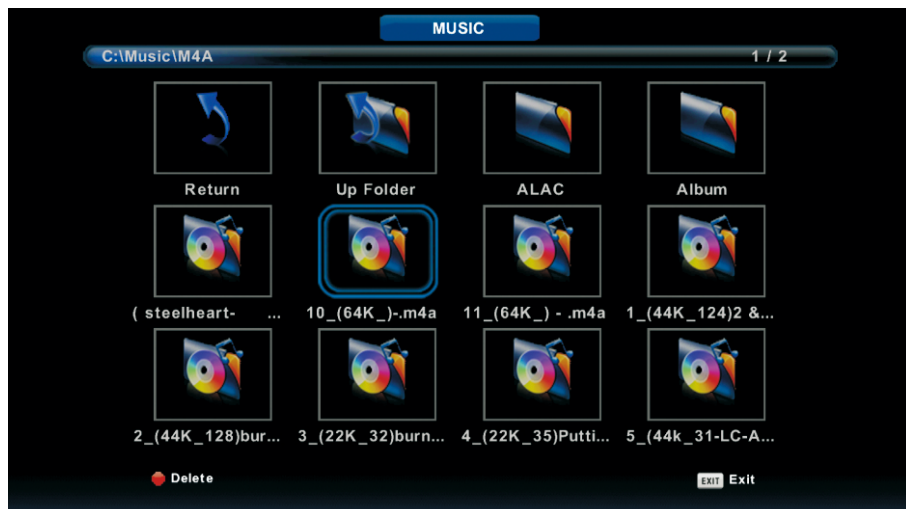 MUSIC
C:\Music\M4A 1 / 2
Return Up Folder ALAC Album
( steelheart- ... 10_(64K_)-.m4a 11_(64K_) - .m4a 1_(44K_124)2 &...
2_(44K_128)bur... 3_(22K_32)burn... 4_(22K_35)Putti... 5_(44k_31-LC-A...
Delete EXIT Exit